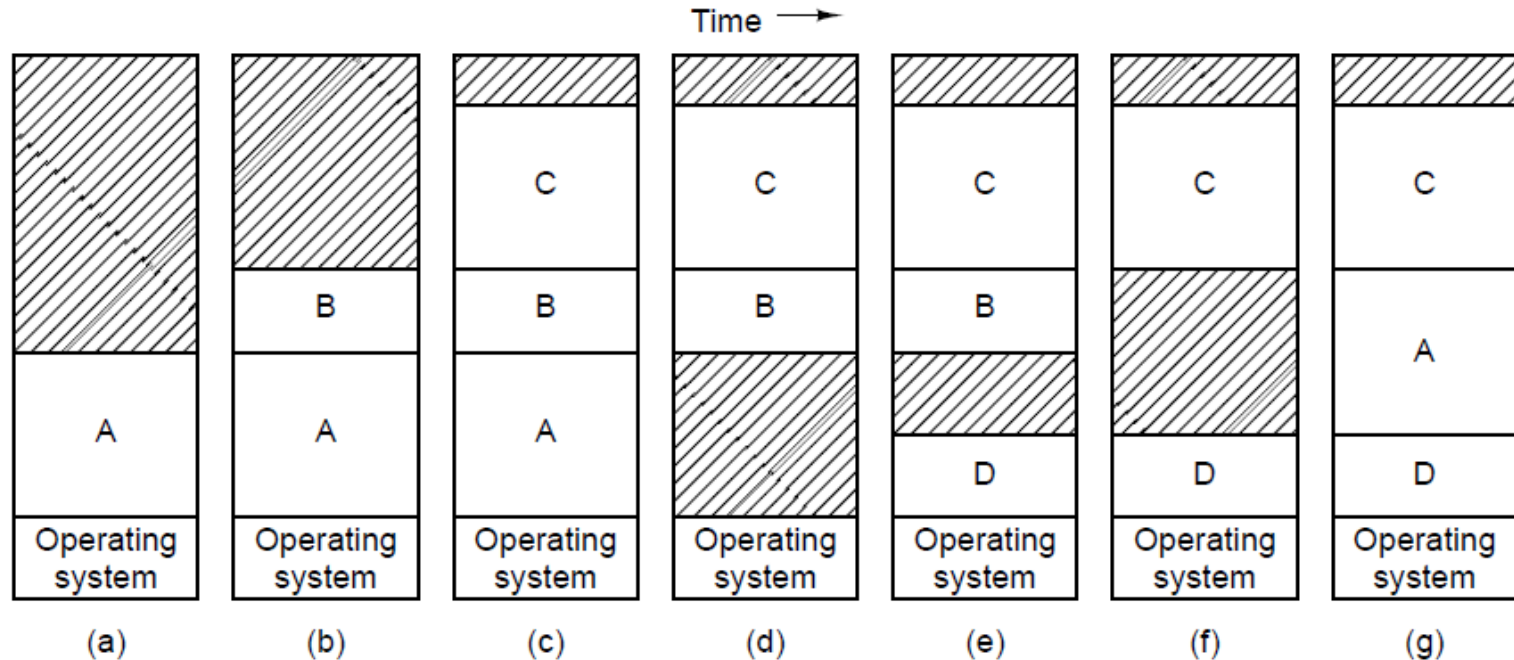 Time
C C C C C
B B B B A
A A A D D D
Operating Operating Operating Operating Operating Operating Operating
system system system system system system system
(a) (b) (c) (d) (e) (f) (g)